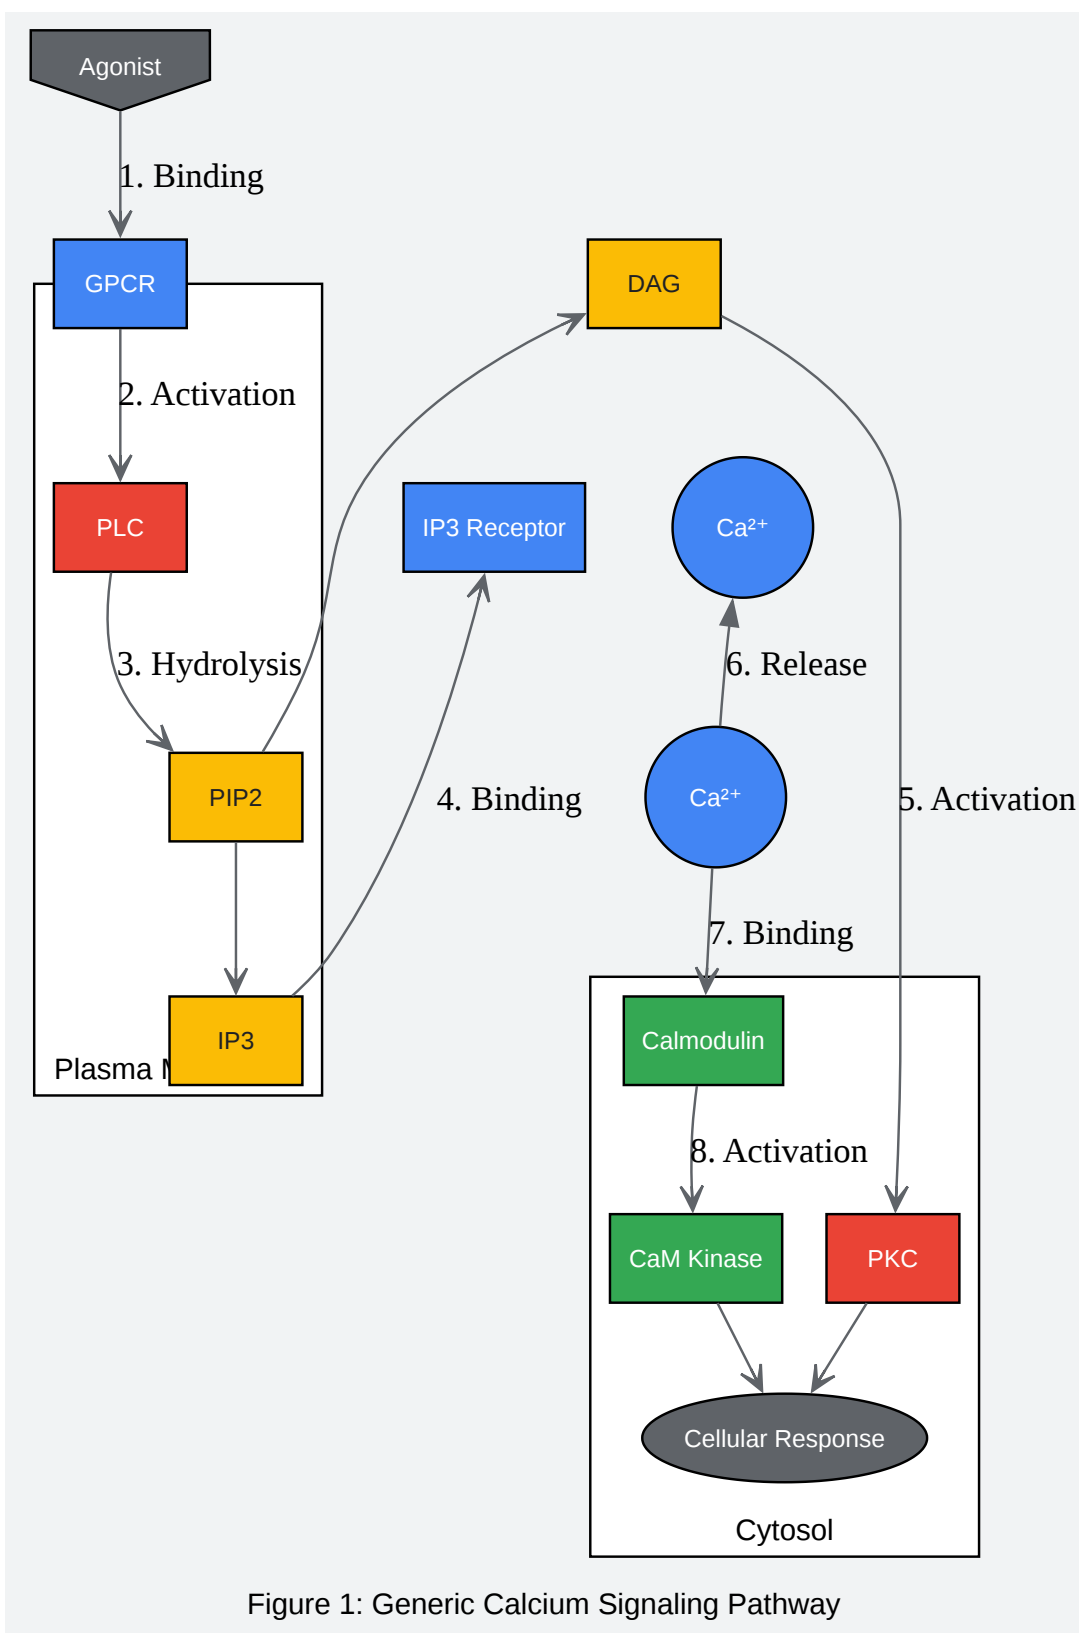 Agonist
1. Binding
GPCR
DAG
2. Activation
PLC
IP3 Receptor
Ca²⁺
3. Hydrolysis
6. Release
PIP2
4. Binding
Ca²⁺
5. Activation
7. Binding
IP3
Plasma
Calmodulin
8. Activation
CaM Kinase
PKC
Cellular Response
Cytosol
Figure 1: Generic Calcium Signaling Pathway